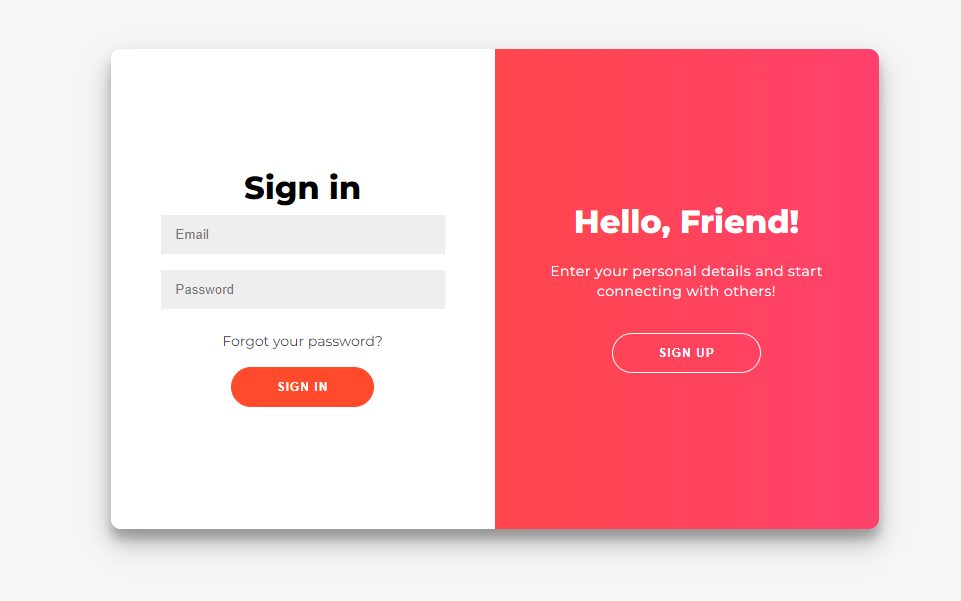 Sign in
Email
Password
Forgot your password?
SIGN IN
Hello, Friend!
Enter your personal details and start
connecting with others!
SIGN UP